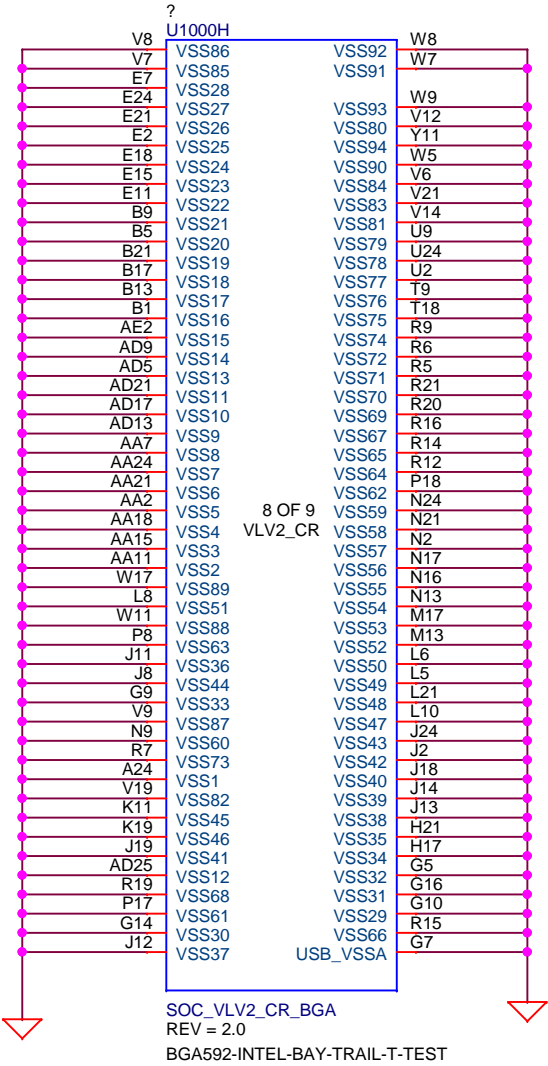 ?
U1000H
V8 VSS86 VSS92 W8
V7 VSS85 VSS91 W7
E7 VSS28
E24 VSS27 VSS93 W9
E21 VSS26 VSS80 V12
E2 VSS25 VSS94 Y11
E18 VSS24 VSS90 W5
E15 VSS23 VSS84 V6
E11 VSS22 VSS83 V21
B9 VSS21 VSS81 V14
B5 VSS20 VSS79 U9
B21 VSS19 VSS78 U24
B17 VSS18 VSS77 U2
B13 VSS17 VSS76 T9
B1 VSS16 VSS75 T18
AE2 VSS15 VSS74 R9
AD9 VSS14 VSS72 R6
AD5 VSS13 VSS71 R5
AD21 VSS11 VSS70 R21
AD17 VSS10 VSS69 R20
AD13 VSS9 VSS67 R16
AA7 VSS8 VSS65 R14
AA24 VSS7 VSS64 R12
AA21 VSS6 VSS62 P18
AA2 VSS5 8 OF 9 VSS59 N24
AA18 VSS4 VLV2_CR VSS58 N21
AA15 VSS3 VSS57 N2
AA11 VSS2 VSS56 N17
W17 VSS89 VSS55 N16
L8 VSS51 VSS54 N13
W11 VSS88 VSS53 M17
P8 VSS63 VSS52 M13
J11 VSS36 VSS50 L6
J8 VSS44 VSS49 L5
G9 VSS33 VSS48 L21
V9 VSS87 VSS47 L10
N9 VSS60 VSS43 J24
R7 VSS73 VSS42 J2
A24 VSS1 VSS40 J18
V19 VSS82 VSS39 J14
K11 VSS45 VSS38 J13
K19 VSS46 VSS35 H21
J19 VSS41 VSS34 H17
AD25 VSS12 VSS32 G5
R19 VSS68 VSS31 G16
P17 VSS61 VSS29 G10
G14 VSS30 VSS66 R15
J12 VSS37 USB_VSSA G7
SOC_VLV2_CR_BGA
REV = 2.0
BGA592-INTEL-BAY-TRAIL-T-TEST